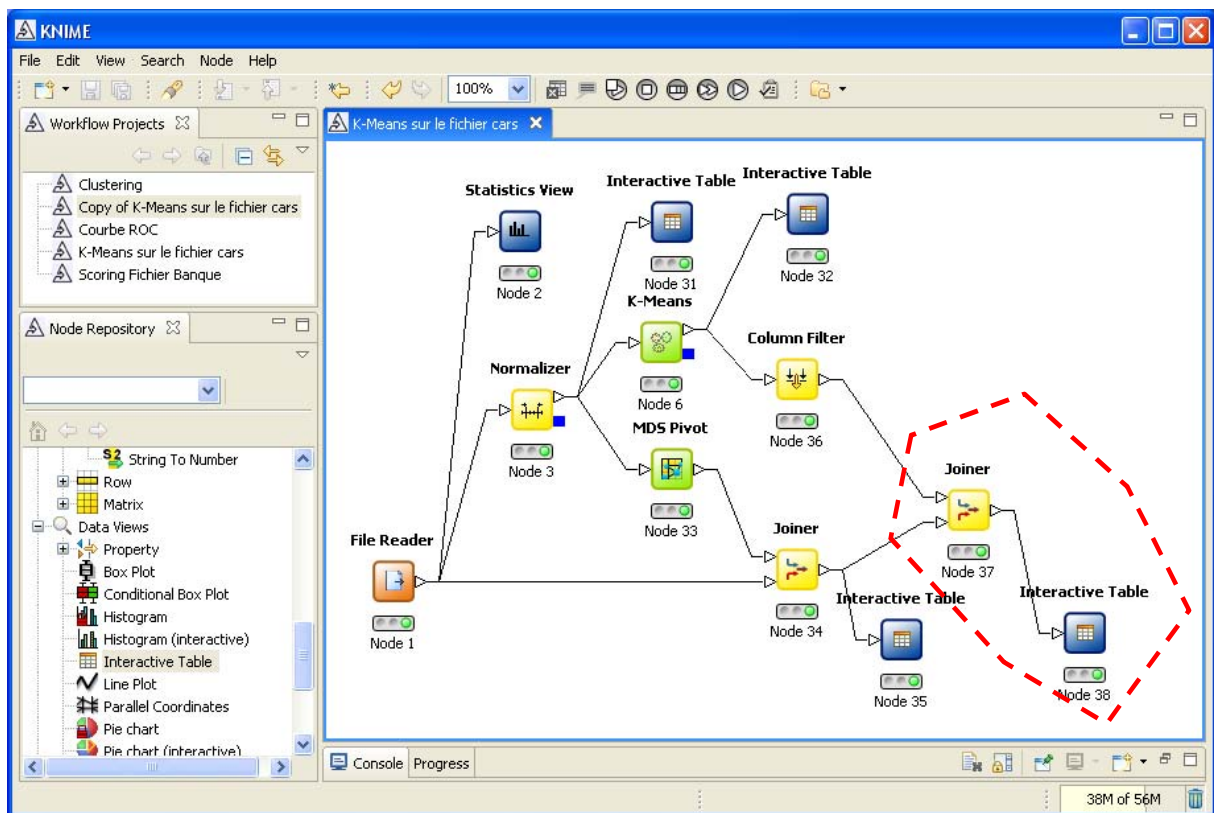 KNIME
File Edit View Search Node Help
100%
Workflow Projects
Clustering
Copy of K-Means sur le fichier cars
Courbe ROC
K-Means sur le fichier cars
Scoring Fichier Banque
Node Repository
S2 String To Number
Row
Matrix
Data Views
Property
Box Plot
Conditional Box Plot
Histogram
Histogram (interactive)
Interactive Table
Line Plot
Parallel Coordinates
Pie chart
Pie chart (interactive)
K-Means sur le fichier cars
Statistics View
Node 2
Interactive Table
Node 31
Interactive Table
Node 32
K-Means
Node 6
Column Filter
Node 36
Normalizer
Node 3
MDS Pivot
Node 33
Joiner
Node 37
File Reader
Node 1
Joiner
Node 34
Interactive Table
Node 35
Interactive Table
Node 38
Console Progress
38M of 56M